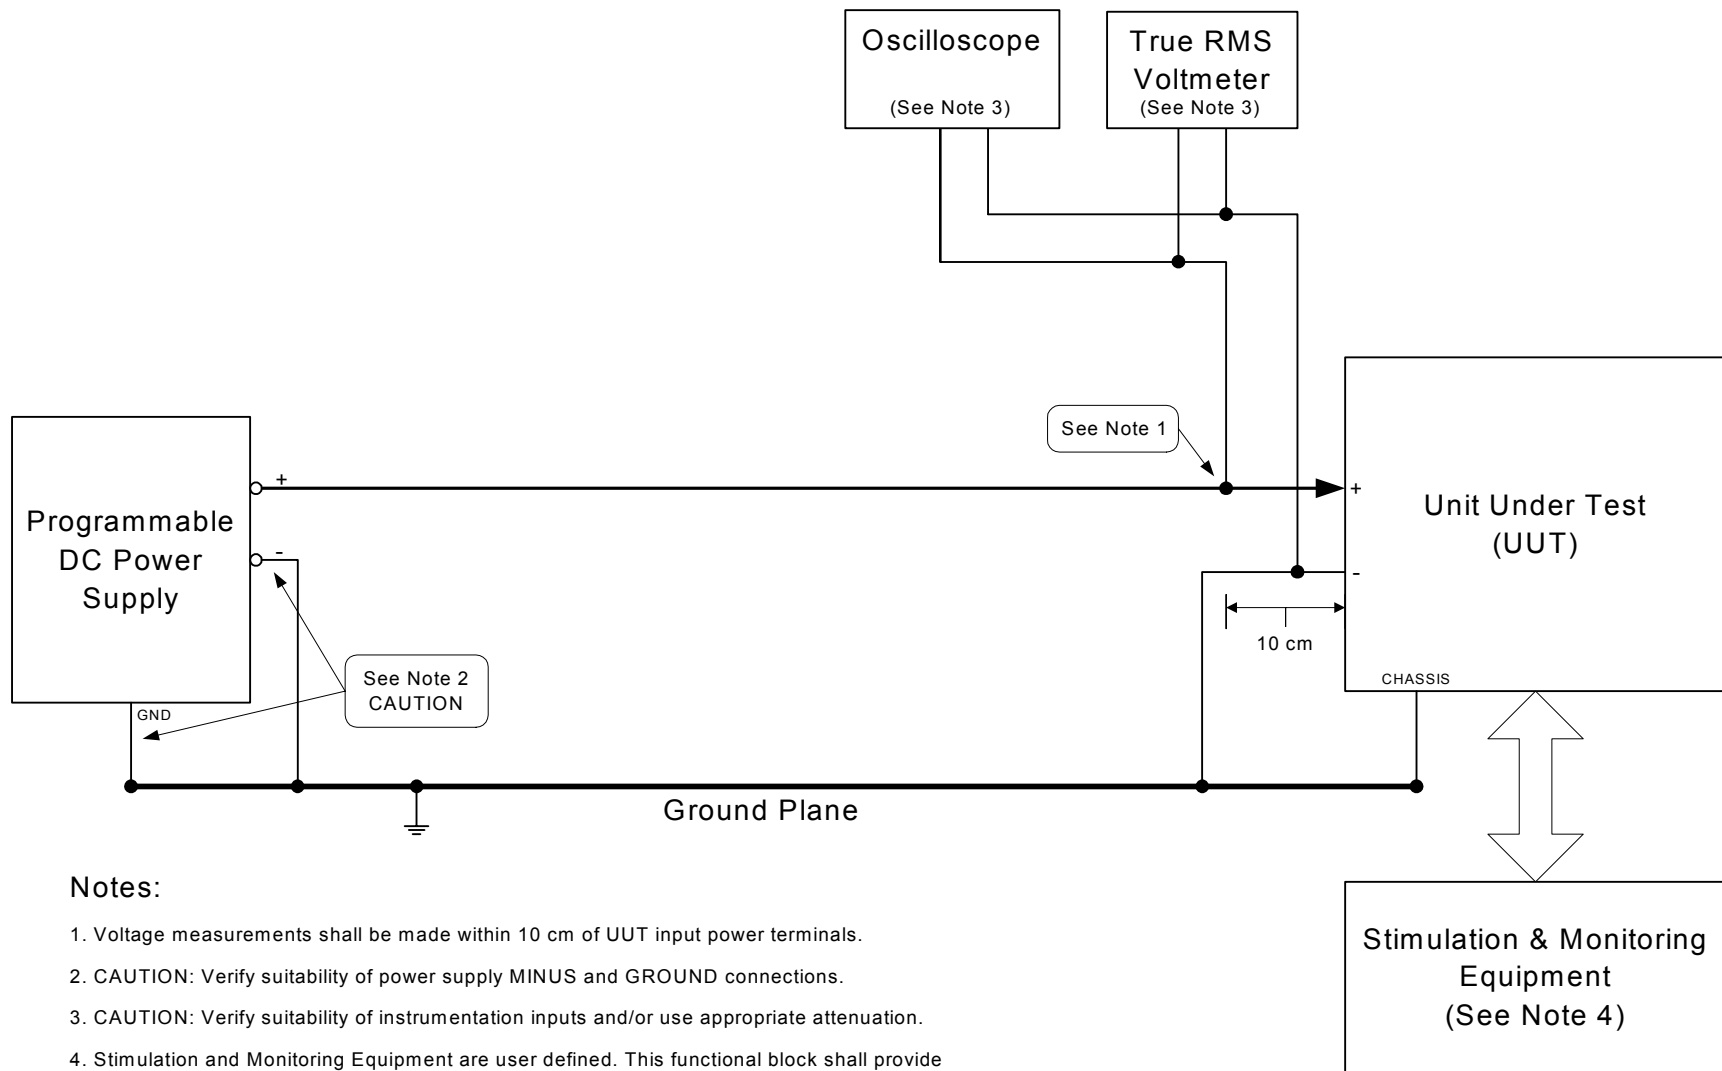 Oscilloscope
(See Note 3)
True RMS
Voltmeter
(See Note 3)
See Note 1
+
+
Programmable
DC Power
Supply
-
Unit Under Test
(UUT)
-
10 cm
See Note 2
CAUTION
CHASSIS
GND
Ground Plane
Notes:
1. Voltage measurements shall be made within 10 cm of UUT input power terminals.
2. CAUTION: Verify suitability of power supply MINUS and GROUND connections.
3. CAUTION: Verify suitability of instrumentation inputs and/or use appropriate attenuation.
4. Stimulation and Monitoring Equipment are user defined. This functional block shall provide
Stimulation & Monitoring
Equipment
(See Note 4)